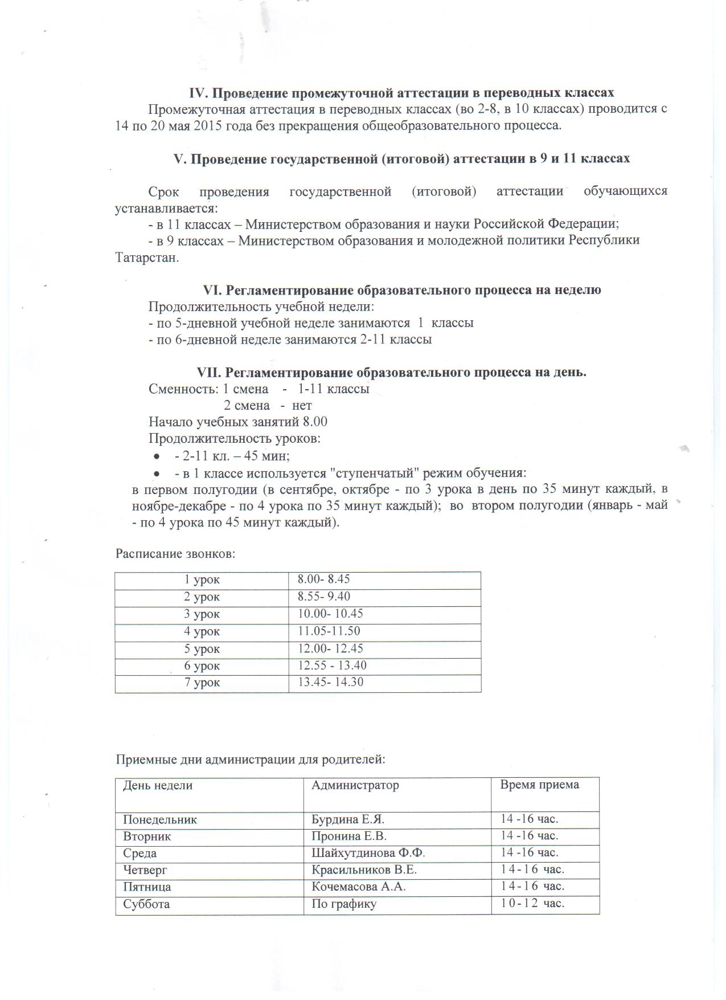 IV. Проведение промежуточной аттестации в переводных классах
Промежуточная аттестация в переводных классах (во 2-8, в 10 классах) проводится с
14 по 20 мая 2015 года без прекращения общеобразовательного процесса.
V. Проведение государственной (итоговой) аттестации в 9 и 11 классах
Срок проведения государственной (итоговой) аттестации обучающихся
устанавливается:
- в 11 классах – Министерством образования и науки Российской Федерации;
- в 9 классах – Министерством образования и молодежной политики Республики
Татарстан.
VI. Регламентирование образовательного процесса на неделю
Продолжительность учебной недели:
- по 5-дневной учебной неделе занимаются 1 классы
- по 6-дневной неделе занимаются 2-11 классы
VII. Регламентирование образовательного процесса на день.
Сменность: 1 смена - 1-11 классы
2 смена - нет
Начало учебных занятий 8.00
Продолжительность уроков:
• - 2-11 кл. – 45 мин;
• - в 1 классе используется "ступенчатый" режим обучения:
в первом полугодии (в сентябре, октябре - по 3 урока в день по 35 минут каждый, в
ноябре-декабре - по 4 урока по 35 минут каждый); во втором полугодии (январь - май
- по 4 урока по 45 минут каждый).
Расписание звонков:
1 урок 8.00- 8.45
2 урок 8.55- 9.40
3 урок 10.00- 10.45
4 урок 11.05-11.50
5 урок 12.00- 12.45
6 урок 12.55 - 13.40
7 урок 13.45- 14.30
Приемные дни администрации для родителей:
День недели Администратор Время приема
Понедельник Бурдина Е.Я. 14 -16 час.
Вторник Пронина Е.В. 14 -16 час.
Среда Шайхутдинова Ф.Ф. 14 -16 час.
Четверг Красильников В.Е. 14-16 час.
Пятница Кочемасова А.А. 14-16 час.
Суббота По графику 10-12 час.